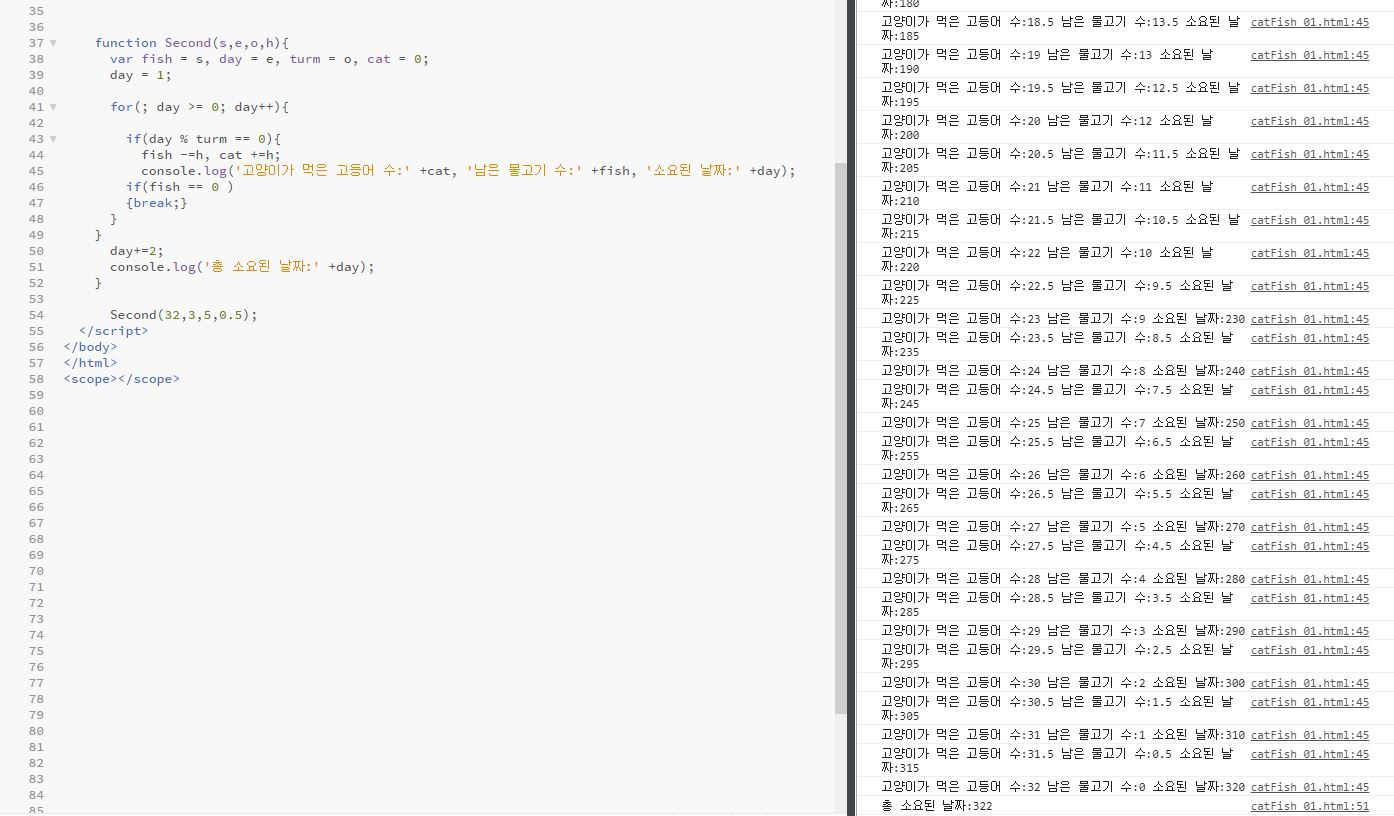 35
36
37 function Second(s,e,o,h){
38 var fish = s, day = e, turm = o, cat = 0;
39 day = 1;
40
41 for(; day >= 0; day++){
42
43 if(day % turm == 0){
44 fish -=h, cat +=h;
45 console.log('고양이가 먹은 고등어 수:' +cat, '남은 물고기 수:' +fish, '소요된 날짜:' +day);
46 if(fish == 0 )
47 {break;}
48 }
49 }
50 day+=2;
51 console.log('총 소요된 날짜:' +day);
52 }
53
54 Second(32,3,5,0.5);
55 </script>
56 </body>
57 </html>
58 <scope></scope>
59
60
61
62
63
64
65
66
67
68
69
70
71
72
73
74
75
76
77
78
79
80
81
82
83
84
85
짜:180
고양이가 먹은 고등어 수:18.5 남은 물고기 수:13.5 소요된 날 catFish 01.html:45
짜:185
고양이가 먹은 고등어 수:19 남은 물고기 수:13 소요된 날 catFish 01.html:45
짜:190
고양이가 먹은 고등어 수:19.5 남은 물고기 수:12.5 소요된 날 catFish 01.html:45
짜:195
고양이가 먹은 고등어 수:20 남은 물고기 수:12 소요된 날 catFish 01.html:45
짜:200
고양이가 먹은 고등어 수:20.5 남은 물고기 수:11.5 소요된 날 catFish 01.html:45
짜:205
고양이가 먹은 고등어 수:21 남은 물고기 수:11 소요된 날 catFish 01.html:45
짜:210
고양이가 먹은 고등어 수:21.5 남은 물고기 수:10.5 소요된 날 catFish 01.html:45
짜:215
고양이가 먹은 고등어 수:22 남은 물고기 수:10 소요된 날 catFish 01.html:45
짜:220
고양이가 먹은 고등어 수:22.5 남은 물고기 수:9.5 소요된 날 catFish 01.html:45
짜:225
고양이가 먹은 고등어 수:23 남은 물고기 수:9 소요된 날짜:230 catFish 01.html:45
고양이가 먹은 고등어 수:23.5 남은 물고기 수:8.5 소요된 날 catFish 01.html:45
짜:235
고양이가 먹은 고등어 수:24 남은 물고기 수:8 소요된 날짜:240 catFish 01.html:45
고양이가 먹은 고등어 수:24.5 남은 물고기 수:7.5 소요된 날 catFish 01.html:45
짜:245
고양이가 먹은 고등어 수:25 남은 물고기 수:7 소요된 날짜:250 catFish 01.html:45
고양이가 먹은 고등어 수:25.5 남은 물고기 수:6.5 소요된 날 catFish 01.html:45
짜:255
고양이가 먹은 고등어 수:26 남은 물고기 수:6 소요된 날짜:260 catFish 01.html:45
고양이가 먹은 고등어 수:26.5 남은 물고기 수:5.5 소요된 날 catFish 01.html:45
짜:265
고양이가 먹은 고등어 수:27 남은 물고기 수:5 소요된 날짜:270 catFish 01.html:45
고양이가 먹은 고등어 수:27.5 남은 물고기 수:4.5 소요된 날 catFish 01.html:45
짜:275
고양이가 먹은 고등어 수:28 남은 물고기 수:4 소요된 날짜:280 catFish 01.html:45
고양이가 먹은 고등어 수:28.5 남은 물고기 수:3.5 소요된 날 catFish 01.html:45
짜:285
고양이가 먹은 고등어 수:29 남은 물고기 수:3 소요된 날짜:290 catFish 01.html:45
고양이가 먹은 고등어 수:29.5 남은 물고기 수:2.5 소요된 날 catFish 01.html:45
짜:295
고양이가 먹은 고등어 수:30 남은 물고기 수:2 소요된 날짜:300 catFish 01.html:45
고양이가 먹은 고등어 수:30.5 남은 물고기 수:1.5 소요된 날 catFish 01.html:45
짜:305
고양이가 먹은 고등어 수:31 남은 물고기 수:1 소요된 날짜:310 catFish 01.html:45
고양이가 먹은 고등어 수:31.5 남은 물고기 수:0.5 소요된 날 catFish 01.html:45
짜:315
고양이가 먹은 고등어 수:32 남은 물고기 수:0 소요된 날짜:320 catFish 01.html:45
총 소요된 날짜:322 catFish 01.html:51